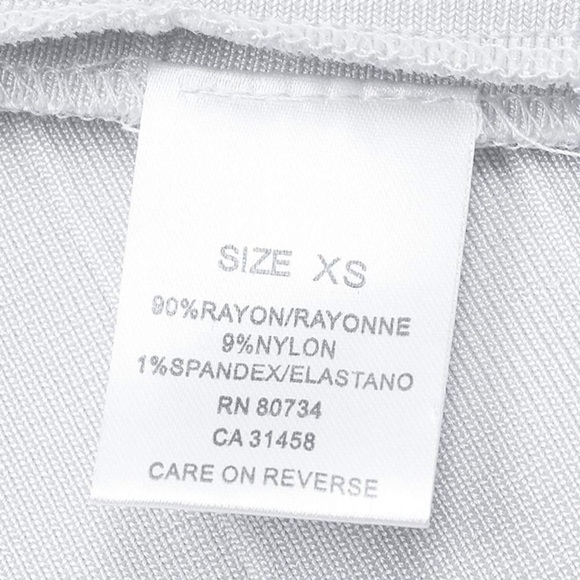 SIZE XS
90%RAYON/RAYONNE
9%NYLON
1%SPANDEX/ELASTANO
RN 80734
CA 31458
CARE ON REVERSE